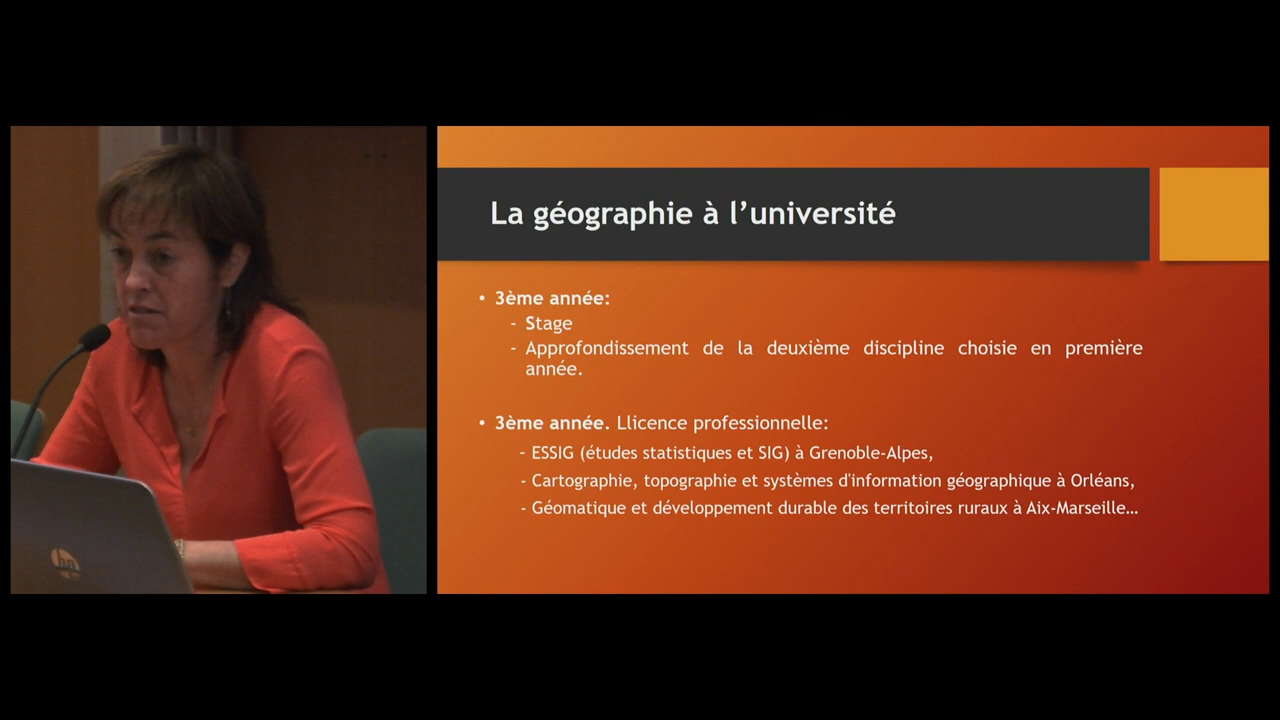 La géographie à l’université
• 3ème année:
- Stage
- Approfondissement de la deuxième discipline choisie en première
année.
• 3ème année. Llicence professionnelle:
- ESSIG (études statistiques et SIG) à Grenoble-Alpes,
- Cartographie, topographie et systèmes d'information géographique à Orléans,
- Géomatique et développement durable des territoires ruraux à Aix-Marseille…
hp